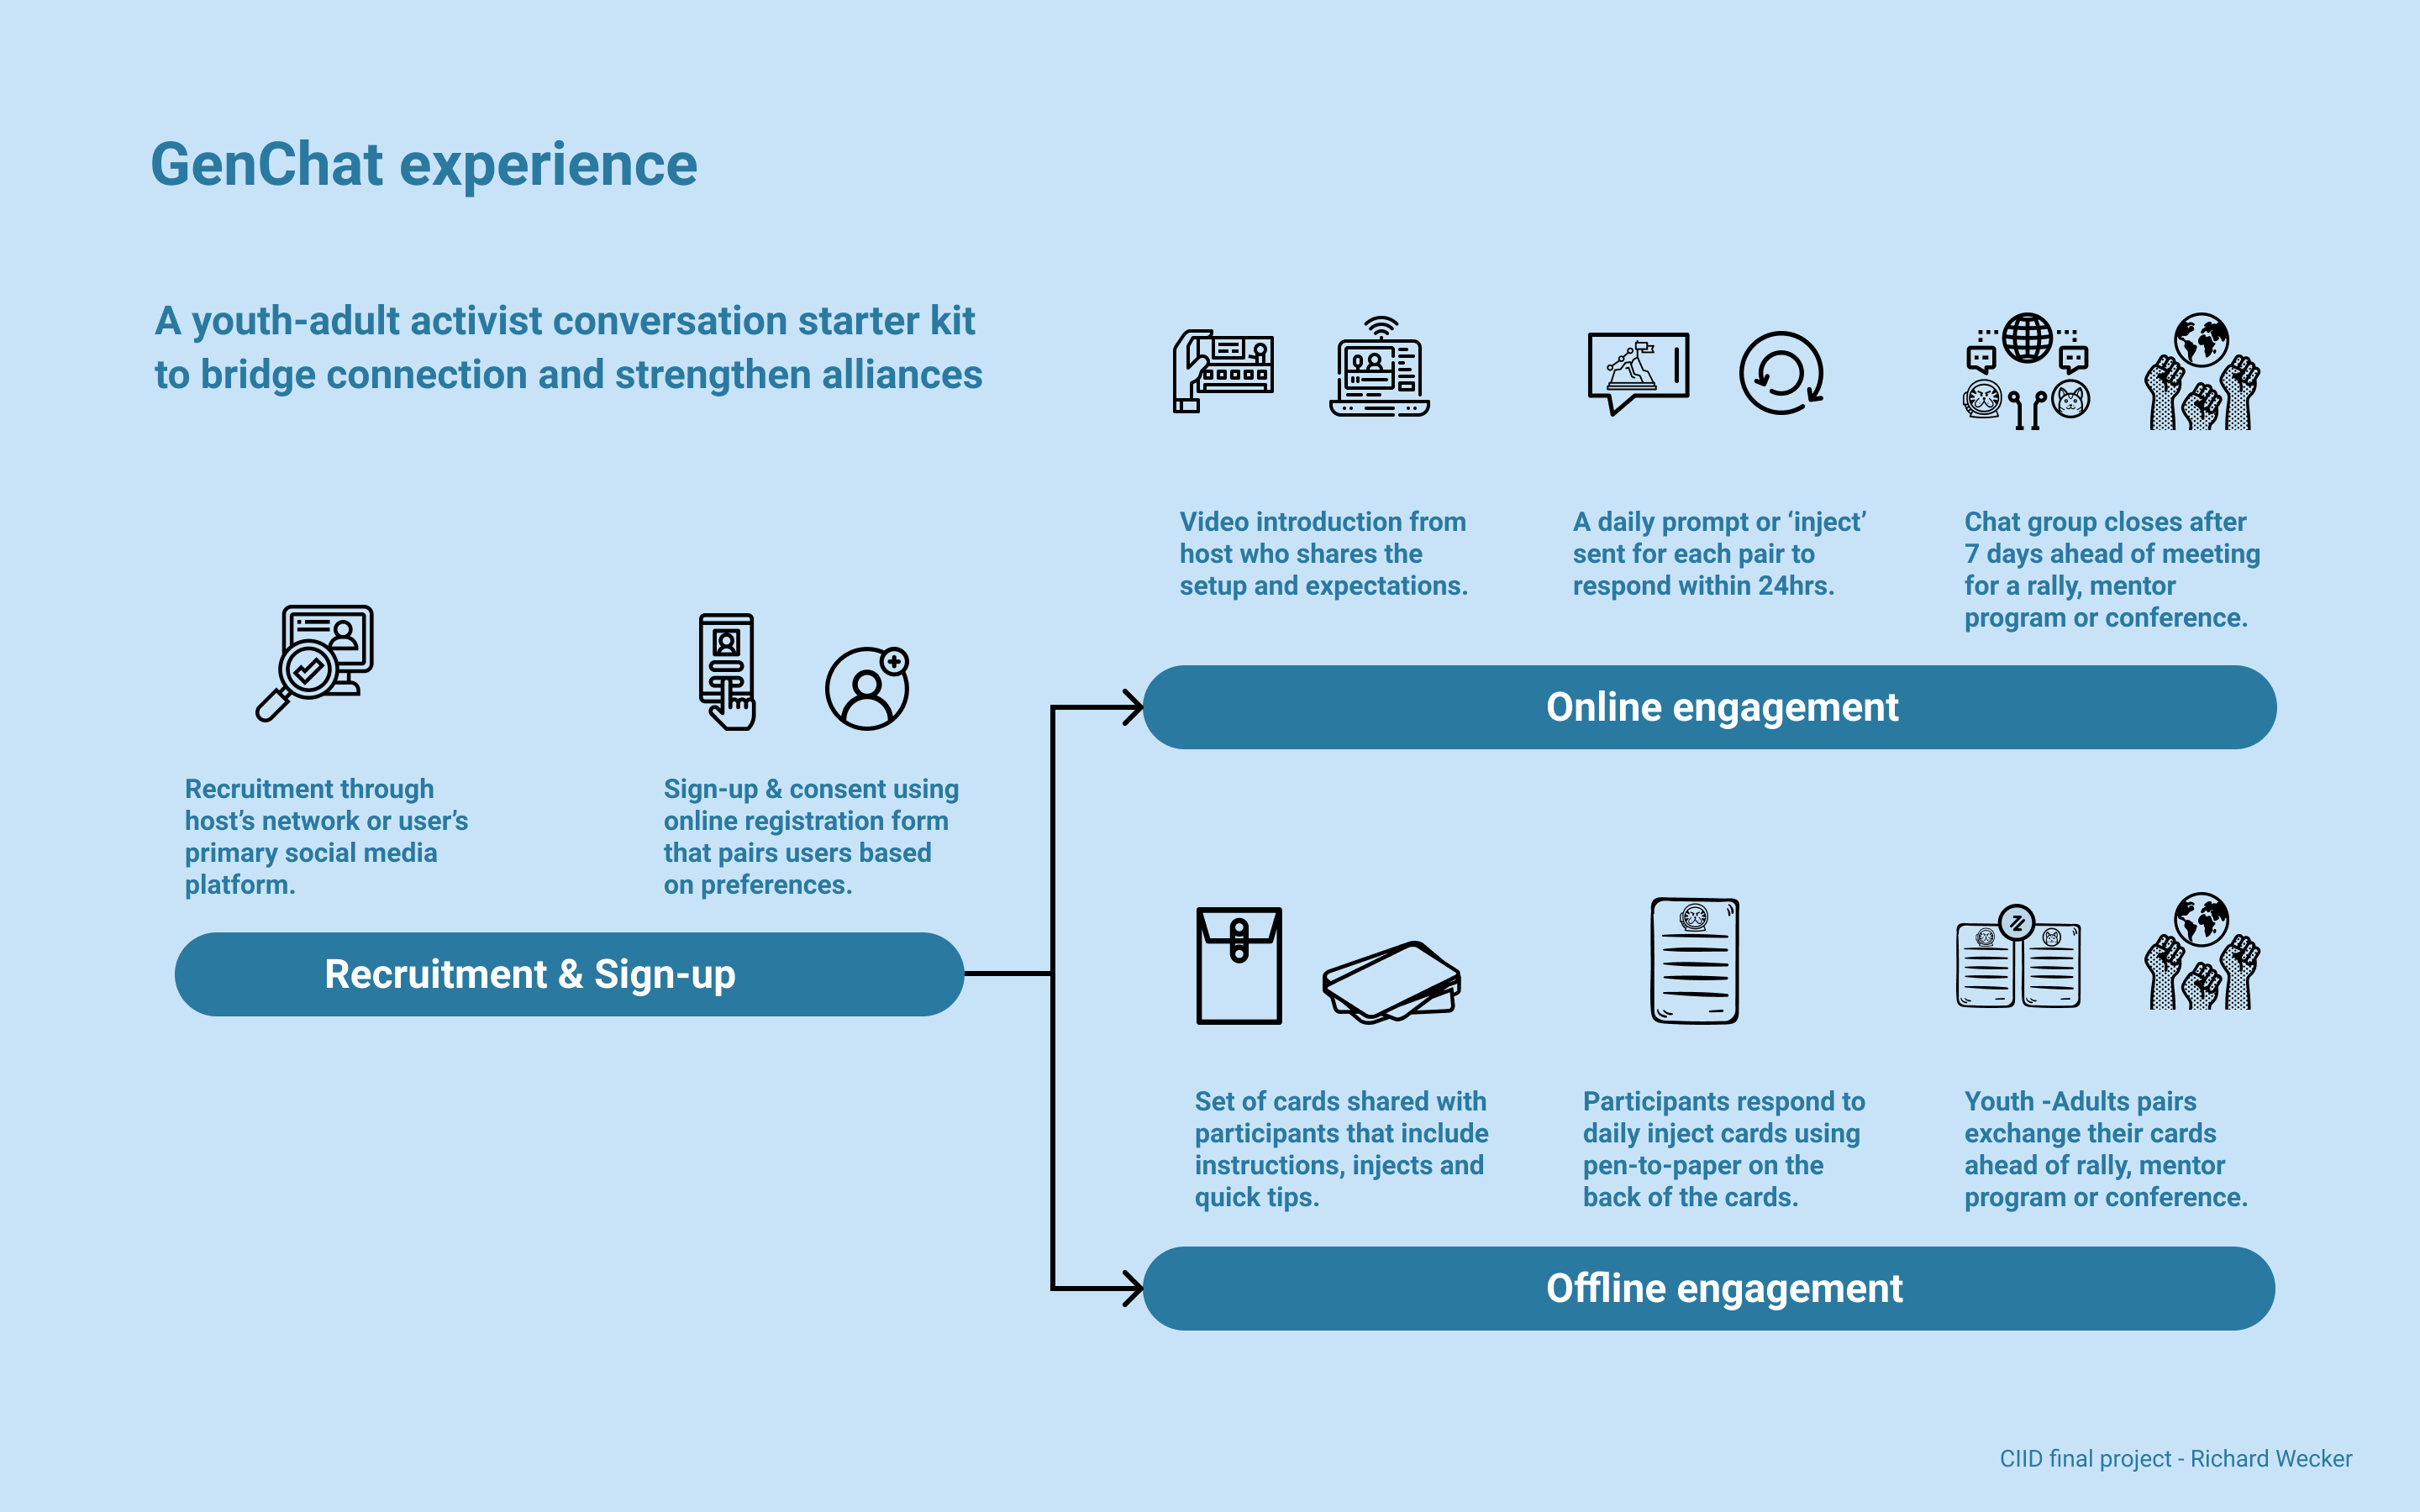 GenChat experience
A youth-adult activist conversation starter kit
to bridge connection and strengthen alliances
Recruitment through
host's network or user's
primary social media
platform.
Sign-up & consent using
online registration form
that pairs users based
on preferences.
Recruitment & Sign-up
Video introduction from
host who shares the
setup and expectations.
A daily prompt or ‘inject’
sent for each pair to
respond within 24hrs.
Chat group closes after
7 days ahead of meeting
for a rally, mentor
program or conference.
Online engagement
Set of cards shared with
participants that include
instructions, injects and
quick tips.
Participants respond to
daily inject cards using
pen-to-paper on the
back of the cards.
Youth -Adults pairs
exchange their cards
ahead of rally, mentor
program or conference.
Offline engagement
CIID final project - Richard Wecker